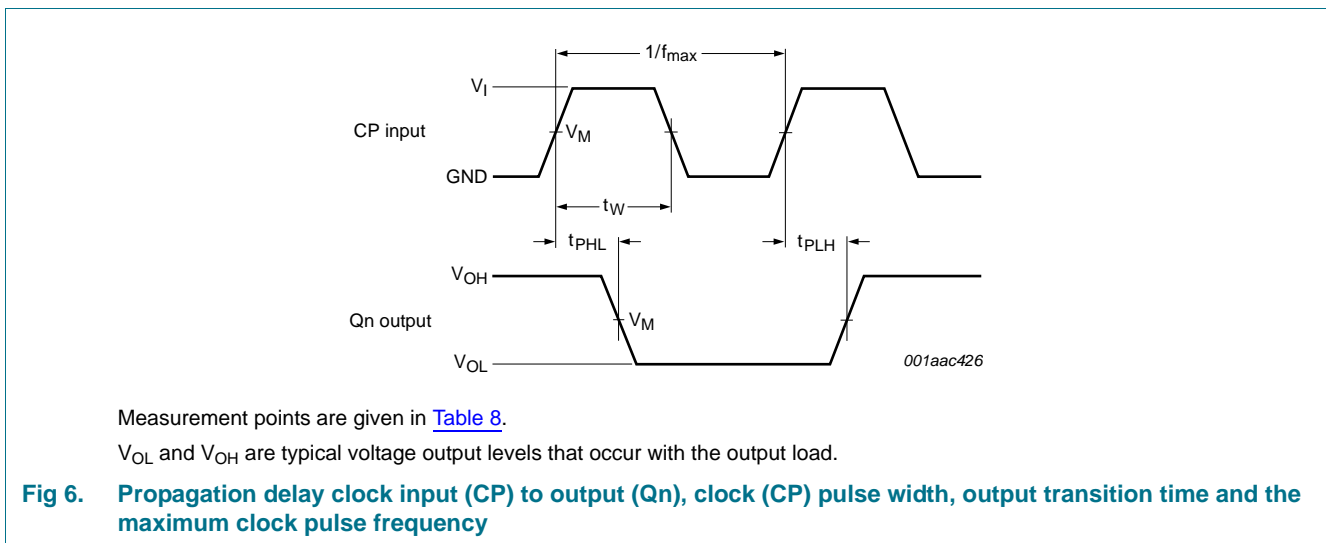 1/fmax
VI
CP input
VM
GND
tW
tPHL
tPLH
VOH
Qn output
VM
VOL
001aac426
Measurement points are given in Table 8.
VOL and VOH are typical voltage output levels that occur with the output load.
Fig 6. Propagation delay clock input (CP) to output (Qn), clock (CP) pulse width, output transition time and the
maximum clock pulse frequency